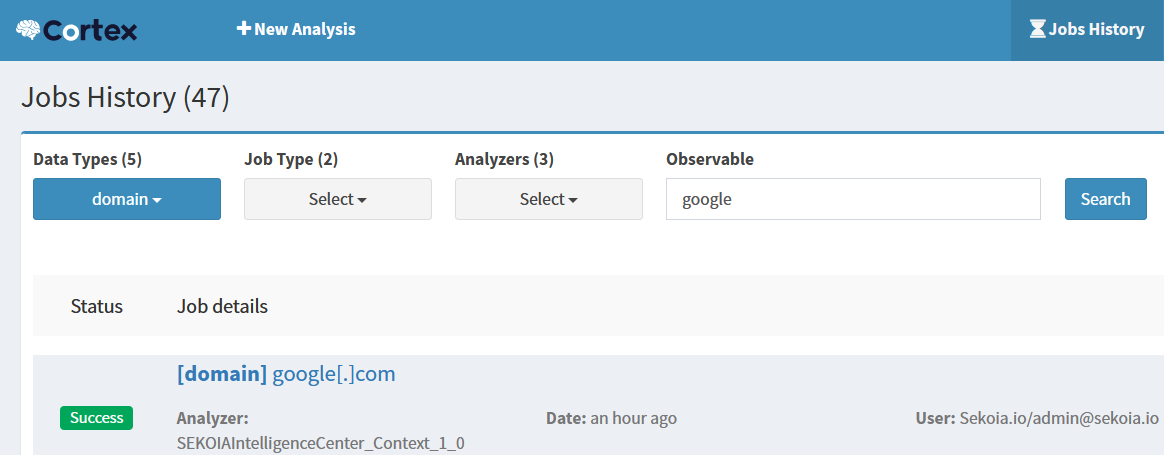 Cortex
New Analysis
Jobs History
Jobs History (47)
Data Types (5)
Job Type (2)
Analyzers (3)
Observable
domain
Select
Select
google
Search
Status
Job details
[domain] google[.]com
Success
Analyzer:
SEKOIAIntelligenceCenter_Context_1_0
Date: an hour ago
User: Sekoia.io/admin@sekoia.io